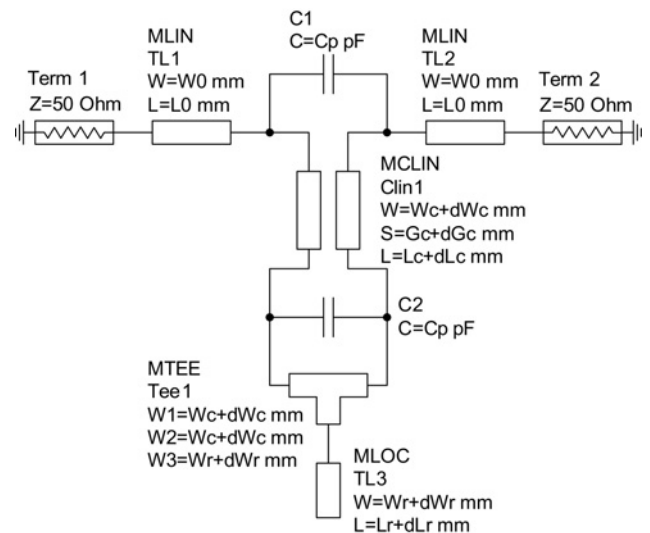 C1
C=Cp pF
MLIN
TL1
W=W0 mm
L=L0 mm
MLIN
TL2
W=W0 mm
L=L0 mm
Term 1
Z=50 Ohm
Term 2
Z=50 Ohm
MCLIN
Clin1
W=Wc+dWc mm
S=Gc+dGc mm
L=Lc+dLc mm
C2
C=Cp pF
MTEE
Tee1
W1=Wc+dWc mm
W2=Wc+dWc mm
W3=Wr+dWr mm
MLOC
TL3
W=Wr+dWr mm
L=Lr+dLr mm